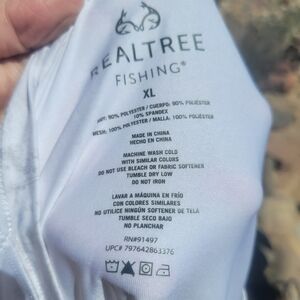 REALTREE
FISHING®
XL
BODY: 90% POLYESTER / CUERPO: 90% POLIÉSTER
10% SPANDEX
MESH: 100% POLYESTER / MALLA: 100% POLIÉSTER
MADE IN CHINA
HECHO EN CHINA
MACHINE WASH COLD
WITH SIMILAR COLORS
DO NOT USE BLEACH OR FABRIC SOFTENER
TUMBLE DRY LOW
DO NOT IRON
LAVAR A MÁQUINA EN FRÍO
CON COLORES SIMILARES
NO UTILICE NINGÚN SOFTENER DE TELA
TUMBLE SECO BAJO
NO PLANCHAR
RN#91497
UPC# 797642863376